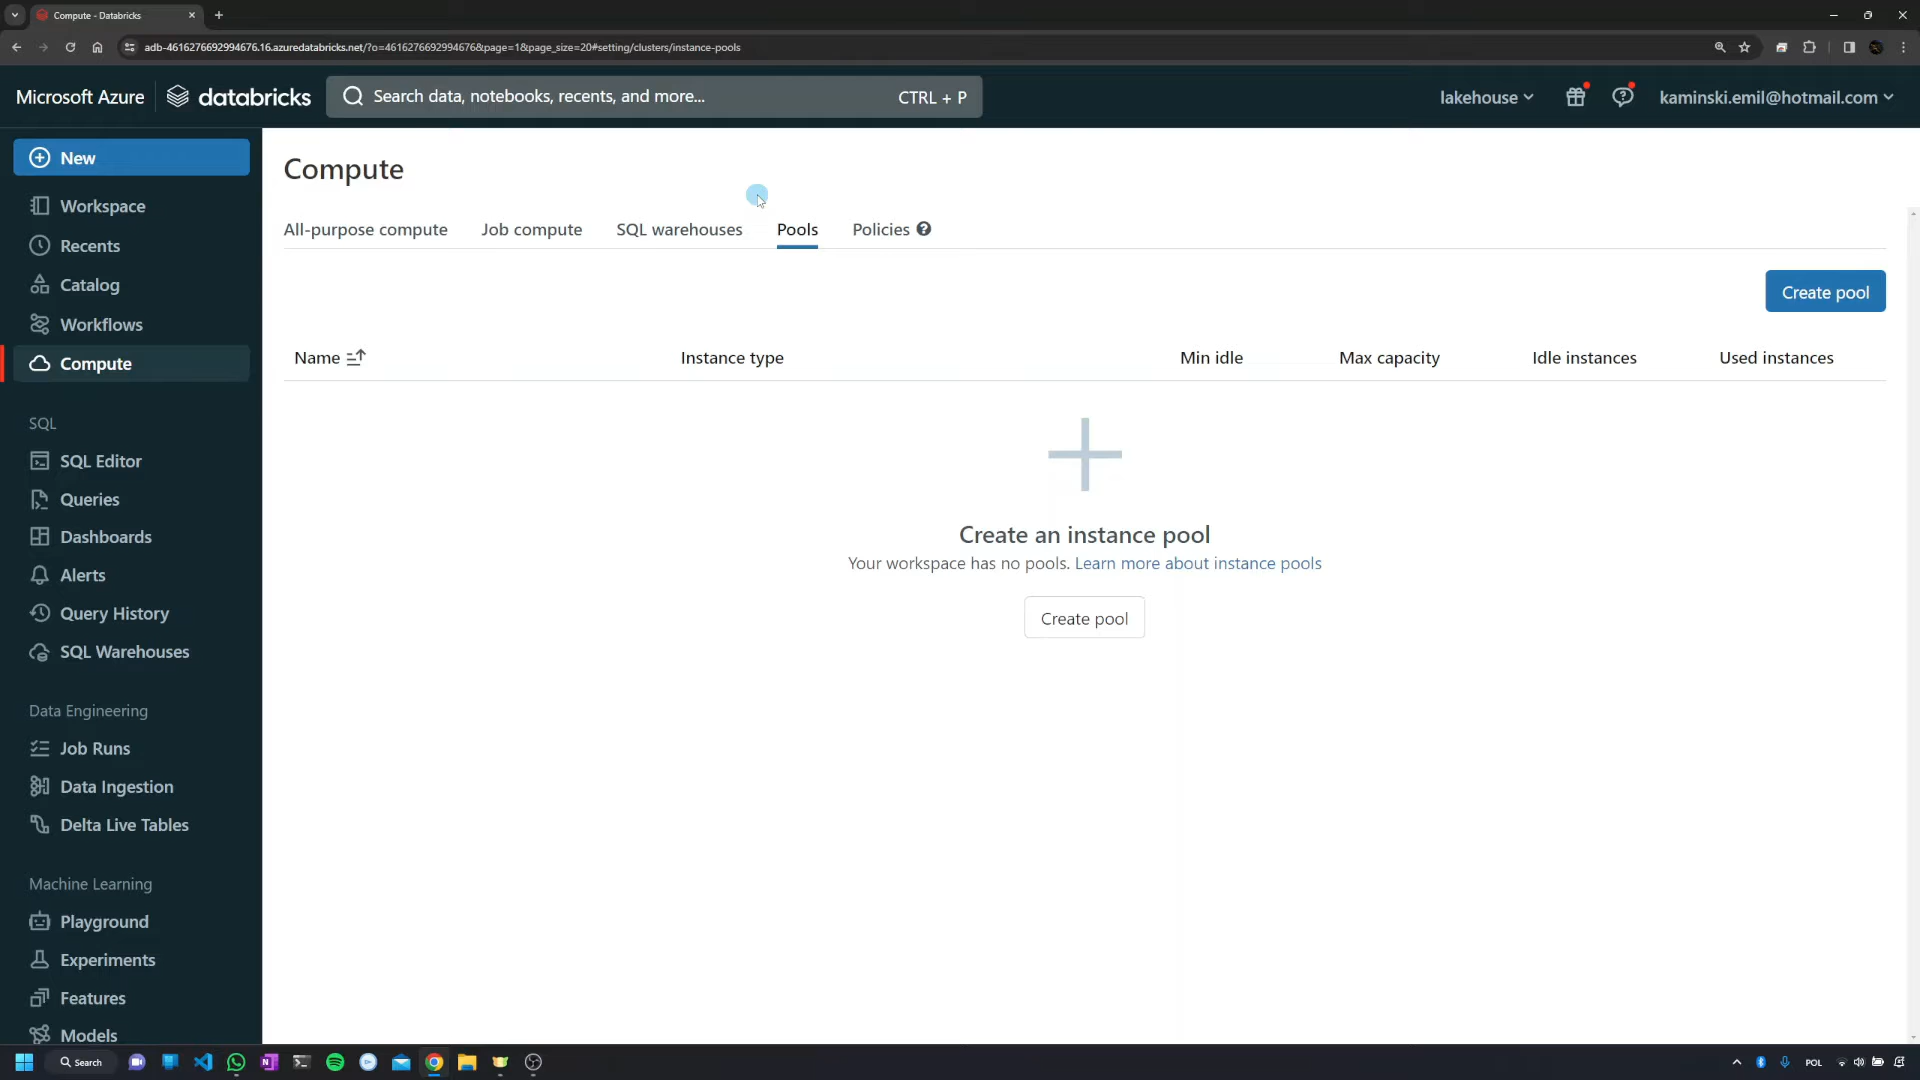 Compute - Databricks
adb-4616276692994676.16.azuredatabricks.net/?o=4616276692994676&page=1&page_size=20#setting/clusters/instance-pools
Microsoft Azure
databricks
Search data, notebooks, recents, and more...
CTRL + P
lakehouse
kaminski.emil@hotmail.com
New
Workspace
Recents
Catalog
Workflows
Compute
SQL
SQL Editor
Queries
Dashboards
Alerts
Query History
SQL Warehouses
Data Engineering
Job Runs
Data Ingestion
Delta Live Tables
Machine Learning
Playground
Experiments
Features
Models
Compute
All-purpose compute
Job compute
SQL warehouses
Pools
Policies
Create pool
Name
Instance type
Min idle
Max capacity
Idle instances
Used instances
Create an instance pool
Your workspace has no pools. Learn more about instance pools
Create pool
Search
POL